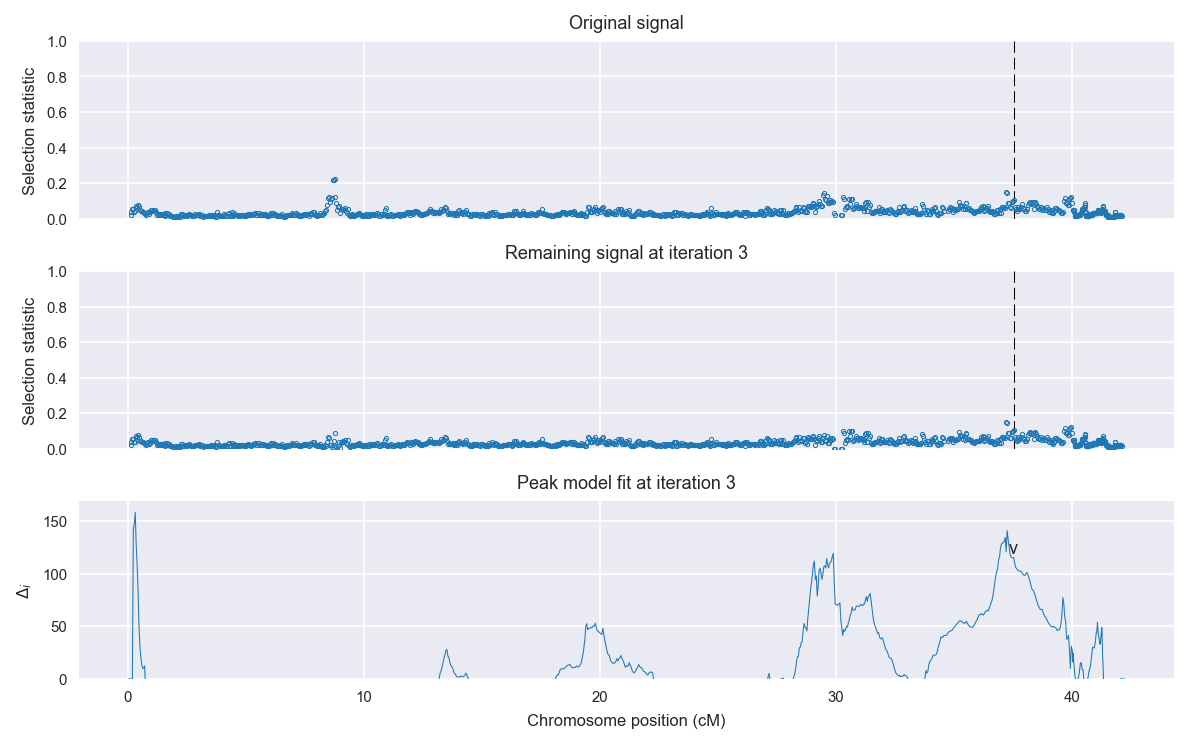 Original signal
Selection statistic
1.0
0.8
0.6
0.4
0.2
0.0
Remaining signal at iteration 3
Selection statistic
1.0
0.8
0.6
0.4
0.2
0.0
Peak model fit at iteration 3
Δi
150
100
50
0
v
0 10 20 30 40
Chromosome position (cM)